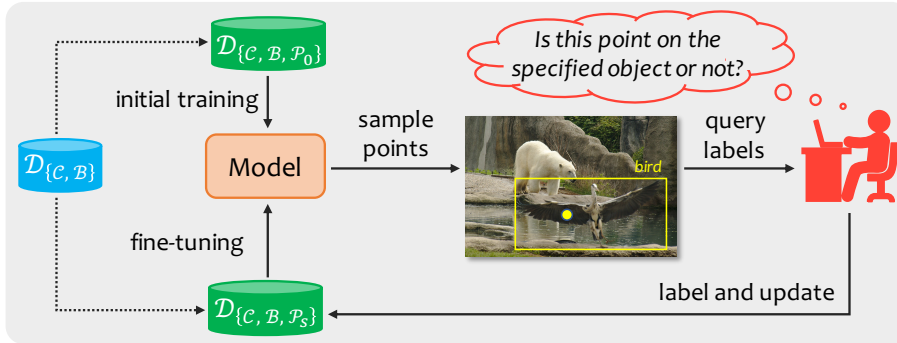 𝒟{𝒞, ℬ, 𝒫₀}
Is this point on the
specified object or not?
initial training
sample
points
query
labels
𝒟{𝒞, ℬ}
Model
bird
fine-tuning
label and update
𝒟{𝒞, ℬ, 𝒫ₛ}